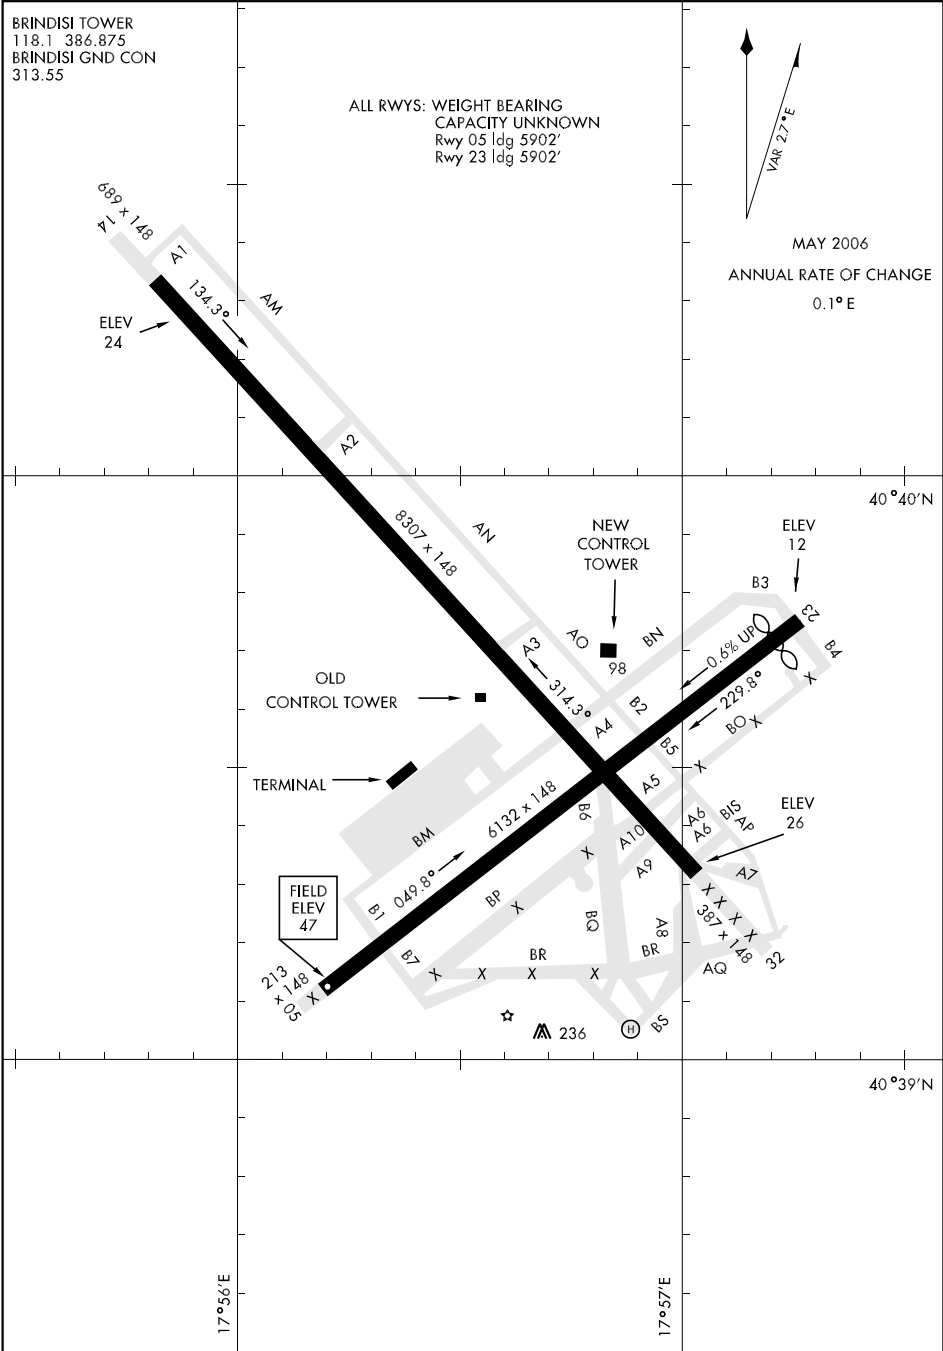 BRINDISI TOWER
118.1 386.875
BRINDISI GND CON
313.55
ALL RWYS: WEIGHT BEARING
CAPACITY UNKNOWN
Rwy 05 ldg 5902'
Rwy 23 ldg 5902'
VAR 2.7°E
MAY 2006
ANNUAL RATE OF CHANGE
0.1° E
689 x 148
14
A1
134.3°
AM
ELEV
24
A2
40°40'N
8307 x 148
AN
NEW
CONTROL
TOWER
ELEV
12
B3
23
A3
AO
BN
98
0.6% UP
B4
OLD
CONTROL TOWER
314.3°
229.8°
B2
A4
BO
X
X
B5
TERMINAL
X
A5
6132 x 148
B6
A6
BIS
A6
AP
ELEV
26
BM
A10
X
A9
A7
049.8°
FIELD
ELEV
47
B1
BP
X
BQ
A8
X
X
X
X
387 x 148
32
B7
BR
BR
AQ
X
X
X
X
213
x 148
X
05
236
H
BS
40°39'N
17°56'E
17°57'E